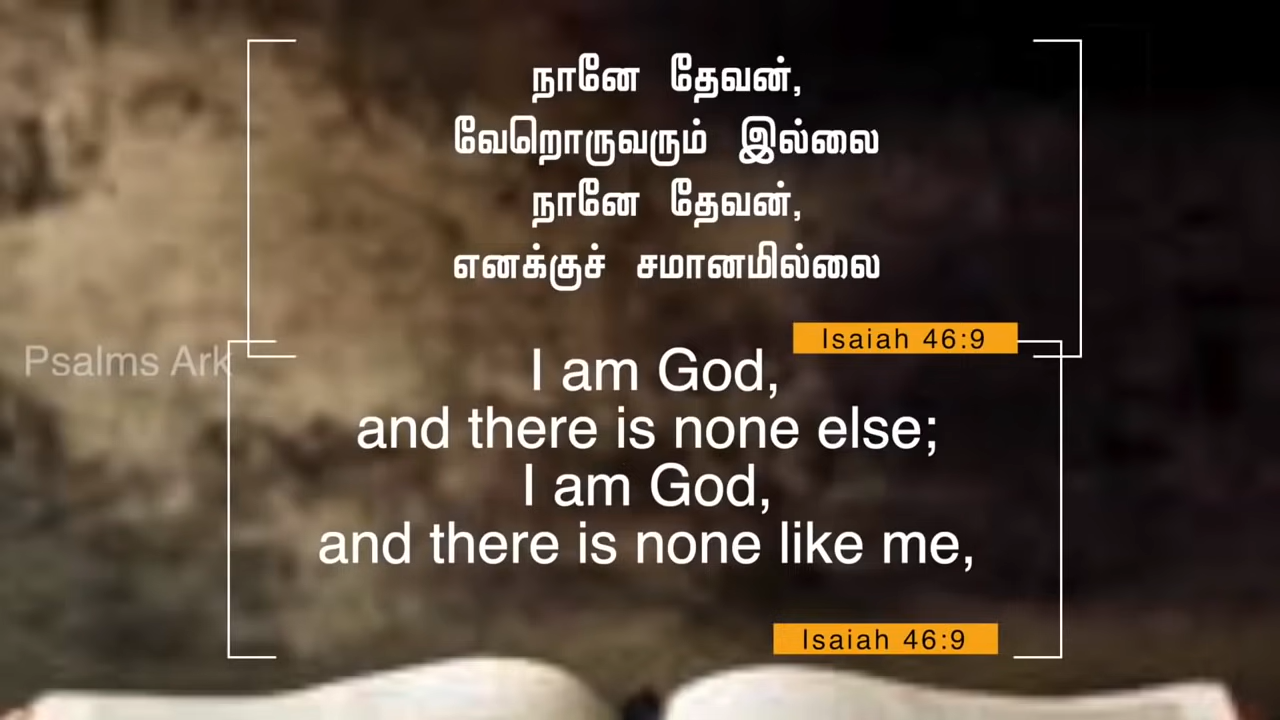 நானே தேவன்,
வேறொருவரும் இல்லை
நானே தேவன்,
எனக்குச் சமானமில்லை
Isaiah 46:9
Psalms Ark
I am God,
and there is none else;
I am God,
and there is none like me,
Isaiah 46:9